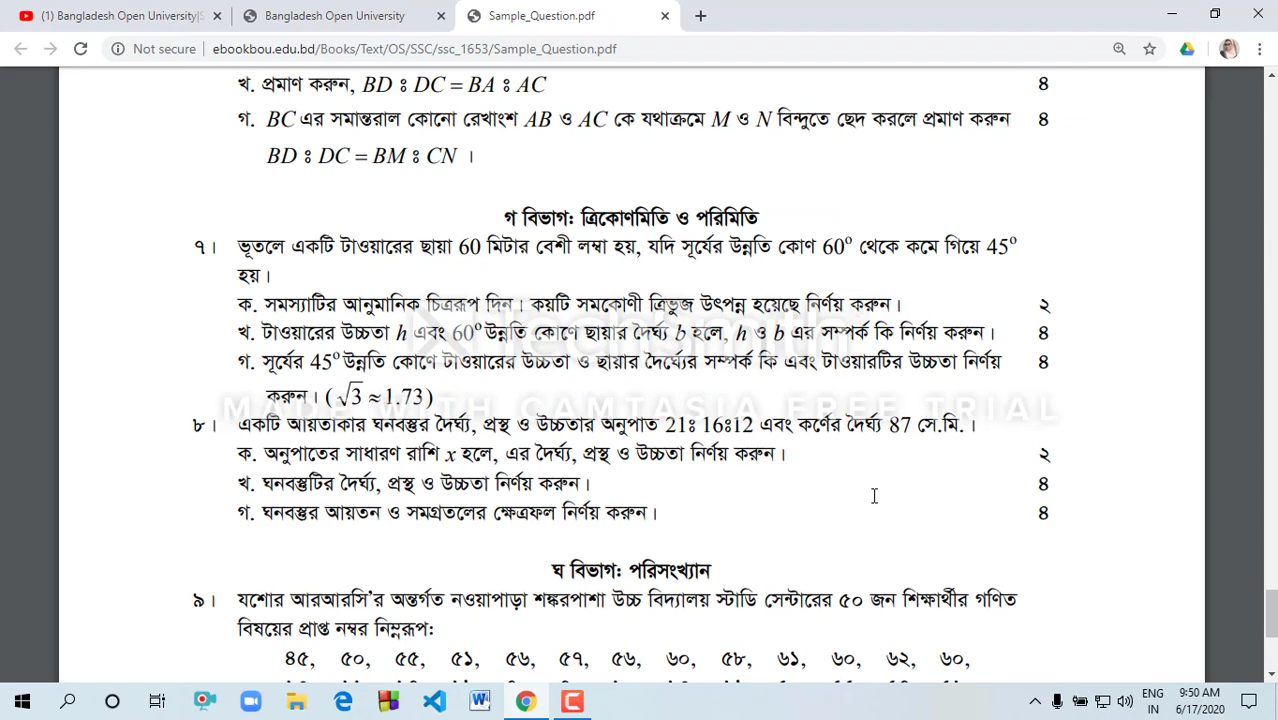 (1) Bangladesh Open University|S
Bangladesh Open University
Sample_Question.pdf
Not secure
ebookbou.edu.bd/Books/Text/OS/SSC/ssc_1653/Sample_Question.pdf
খ. প্রমাণ করুন, BD ঃ DC = BA ঃ AC ৪
গ. BC এর সমান্তরাল কোনো রেখাংশ AB ও AC কে যথাক্রমে M ও N বিন্দুতে ছেদ করলে প্রমাণ করুন ৪
BD ঃ DC = BM ঃ CN ।
গ বিভাগ: ত্রিকোণমিতি ও পরিমিতি
৭। ভূতলে একটি টাওয়ারের ছায়া 60 মিটার বেশী লম্বা হয়, যদি সূর্যের উন্নতি কোণ 60° থেকে কমে গিয়ে 45°
হয়।
ক. সমস্যাটির আনুমানিক চিত্ররূপ দিন। কয়টি সমকোণী ত্রিভুজ উৎপন্ন হয়েছে নির্ণয় করুন। ২
খ. টাওয়ারের উচ্চতা h এবং 60° উন্নতি কোণে ছায়ার দৈর্ঘ্য b হলে, h ও b এর সম্পর্ক কি নির্ণয় করুন। ৪
গ. সূর্যের 45° উন্নতি কোণে টাওয়ারের উচ্চতা ও ছায়ার দৈর্ঘ্যের সম্পর্ক কি এবং টাওয়ারটির উচ্চতা নির্ণয় ৪
করুন। ( √3 ≈ 1.73)
TechSmith
MADE WITH CAMTASIA FREE TRIAL
৮। একটি আয়তাকার ঘনবস্তুর দৈর্ঘ্য, প্রস্থ ও উচ্চতার অনুপাত 21ঃ 16ঃ12 এবং কর্ণের দৈর্ঘ্য 87 সে.মি.।
ক. অনুপাতের সাধারণ রাশি x হলে, এর দৈর্ঘ্য, প্রস্থ ও উচ্চতা নির্ণয় করুন। ২
খ. ঘনবস্তুটির দৈর্ঘ্য, প্রস্থ ও উচ্চতা নির্ণয় করুন। ৪
গ. ঘনবস্তুর আয়তন ও সমগ্রতলের ক্ষেত্রফল নির্ণয় করুন। ৪
ঘ বিভাগ: পরিসংখ্যান
৯। যশোর আরআরসি'র অন্তর্গত নওয়াপাড়া শঙ্করপাশা উচ্চ বিদ্যালয় স্টাডি সেন্টারের ৫০ জন শিক্ষার্থীর গণিত
বিষয়ের প্রাপ্ত নম্বর নিম্নরূপ:
৪৫, ৫০, ৫৫, ৫১, ৫৬, ৫৭, ৫৬, ৬০, ৫৮, ৬১, ৬০, ৬২, ৬০,
ENG
IN
9:50 AM
6/17/2020